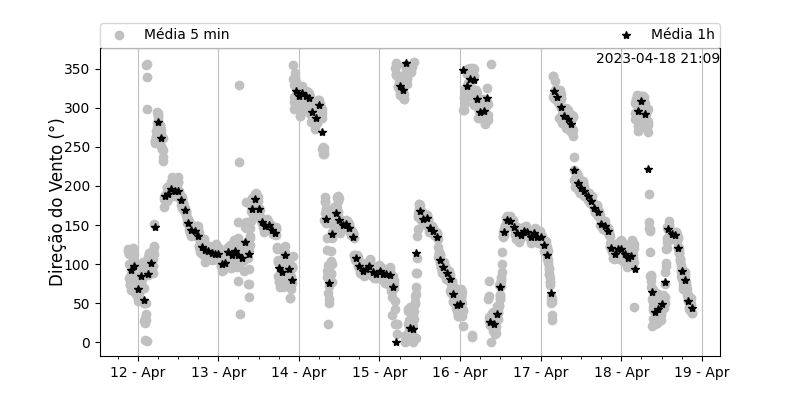 Média 5 min
Média 1h
2023-04-18 21:09
Direção do Vento (°)
350
300
250
200
150
100
50
0
12 - Apr
13 - Apr
14 - Apr
15 - Apr
16 - Apr
17 - Apr
18 - Apr
19 - Apr